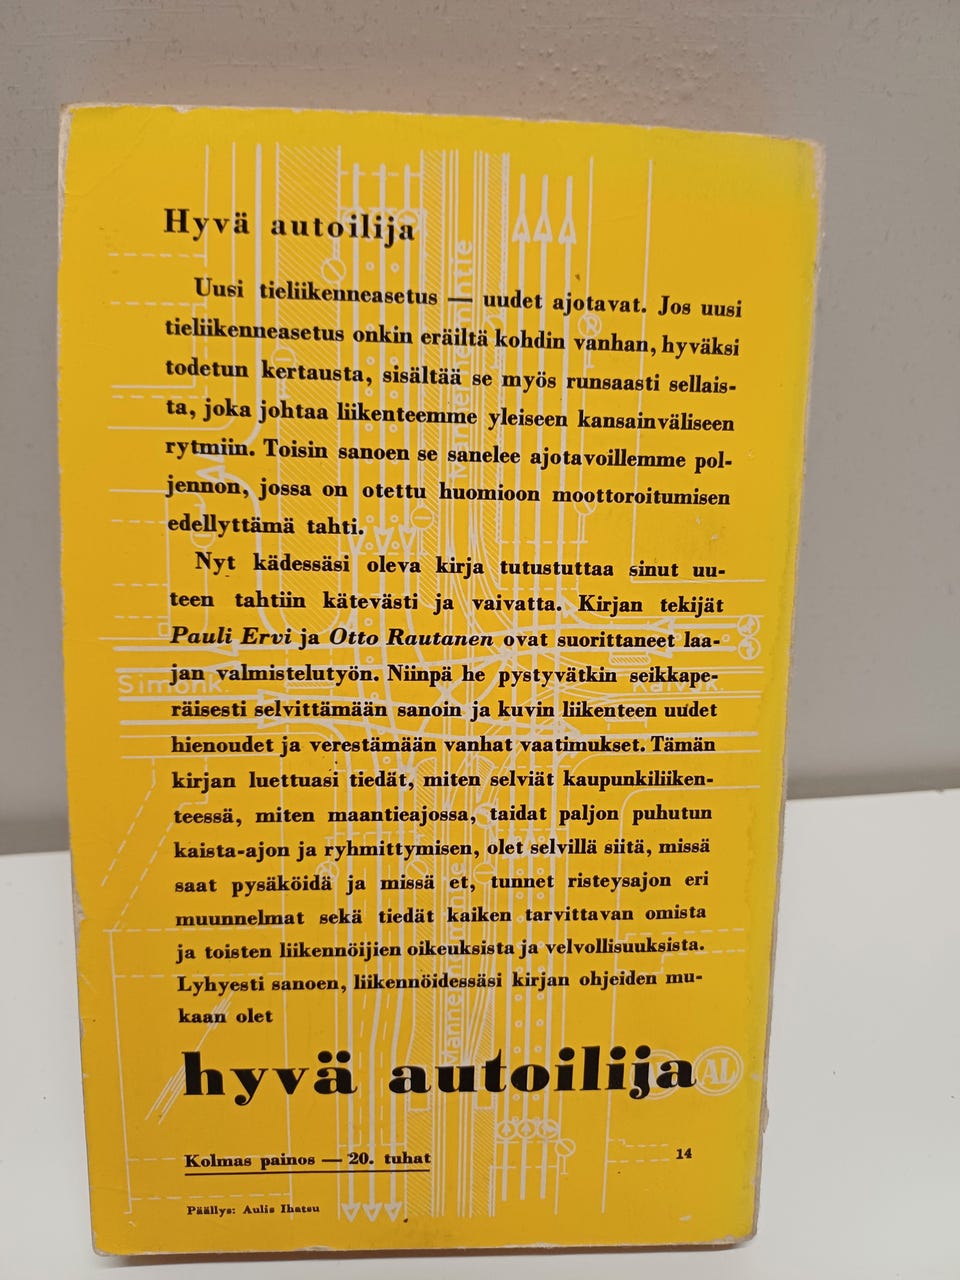 Hyvä autoilija
Uusi tieliikenneasetus — uudet ajotavat. Jos uusi
tieliikenneasetus onkin eräiltä kohdin vanhan, hyväksi
todetun kertausta, sisältää se myös runsaasti sellais-
ta, joka johtaa liikenteemme yleiseen kansainväliseen
rytmiin. Toisin sanoen se sanelee ajotavoillemme pol-
jennon, jossa on otettu huomioon moottoroitumisen
edellyttämä tahti.
Nyt kädessäsi oleva kirja tutustuttaa sinut uu-
teen tahtiin kätevästi ja vaivatta. Kirjan tekijät
Pauli Ervi ja Otto Rautanen ovat suorittaneet laa-
jan valmistelutyön. Niinpä he pystyvätkin seikkape-
räisesti selvittämään sanoin ja kuvin liikenteen uudet
hienoudet ja verestämään vanhat vaatimukset. Tämän
kirjan luettuasi tiedät, miten selviät kaupunkiliiken-
teessä, miten maantieajossa, taidat paljon puhutun
kaista-ajon ja ryhmittymisen, olet selvillä siitä, missä
saat pysäköidä ja missä et, tunnet risteysajon eri
muunnelmat sekä tiedät kaiken tarvittavan omista
ja toisten liikennöijien oikeuksista ja velvollisuuksista.
Lyhyesti sanoen, liikennöidessäsi kirjan ohjeiden mu-
kaan olet
hyvä autoilija
AL
Kolmas painos — 20. tuhat
14
Päällys: Aulis Ihatsu
Mannerheimintie
Simonk.
Kaivok.
Mannerheimintie